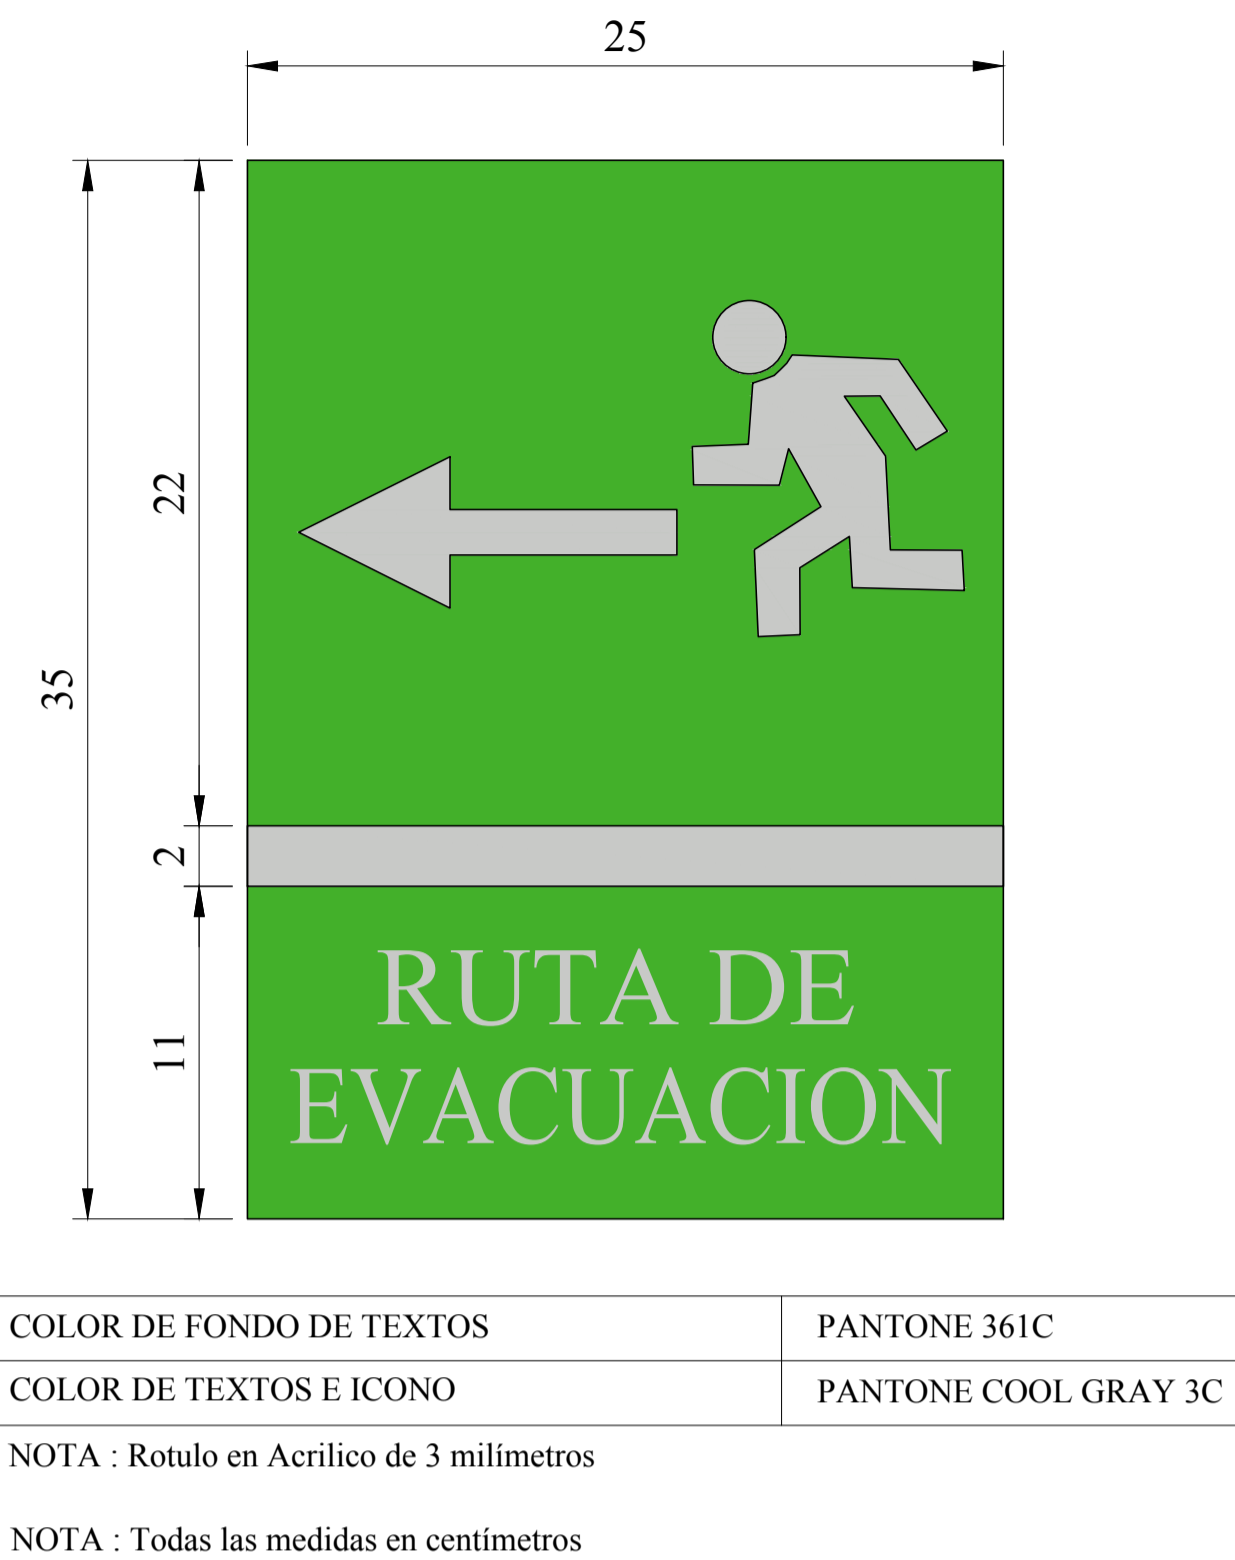 25
22
35
2
11
RUTA DE
EVACUACION
COLOR DE FONDO DE TEXTOS PANTONE 361C
COLOR DE TEXTOS E ICONO PANTONE COOL GRAY 3C
NOTA : Rotulo en Acrilico de 3 milímetros
NOTA : Todas las medidas en centímetros